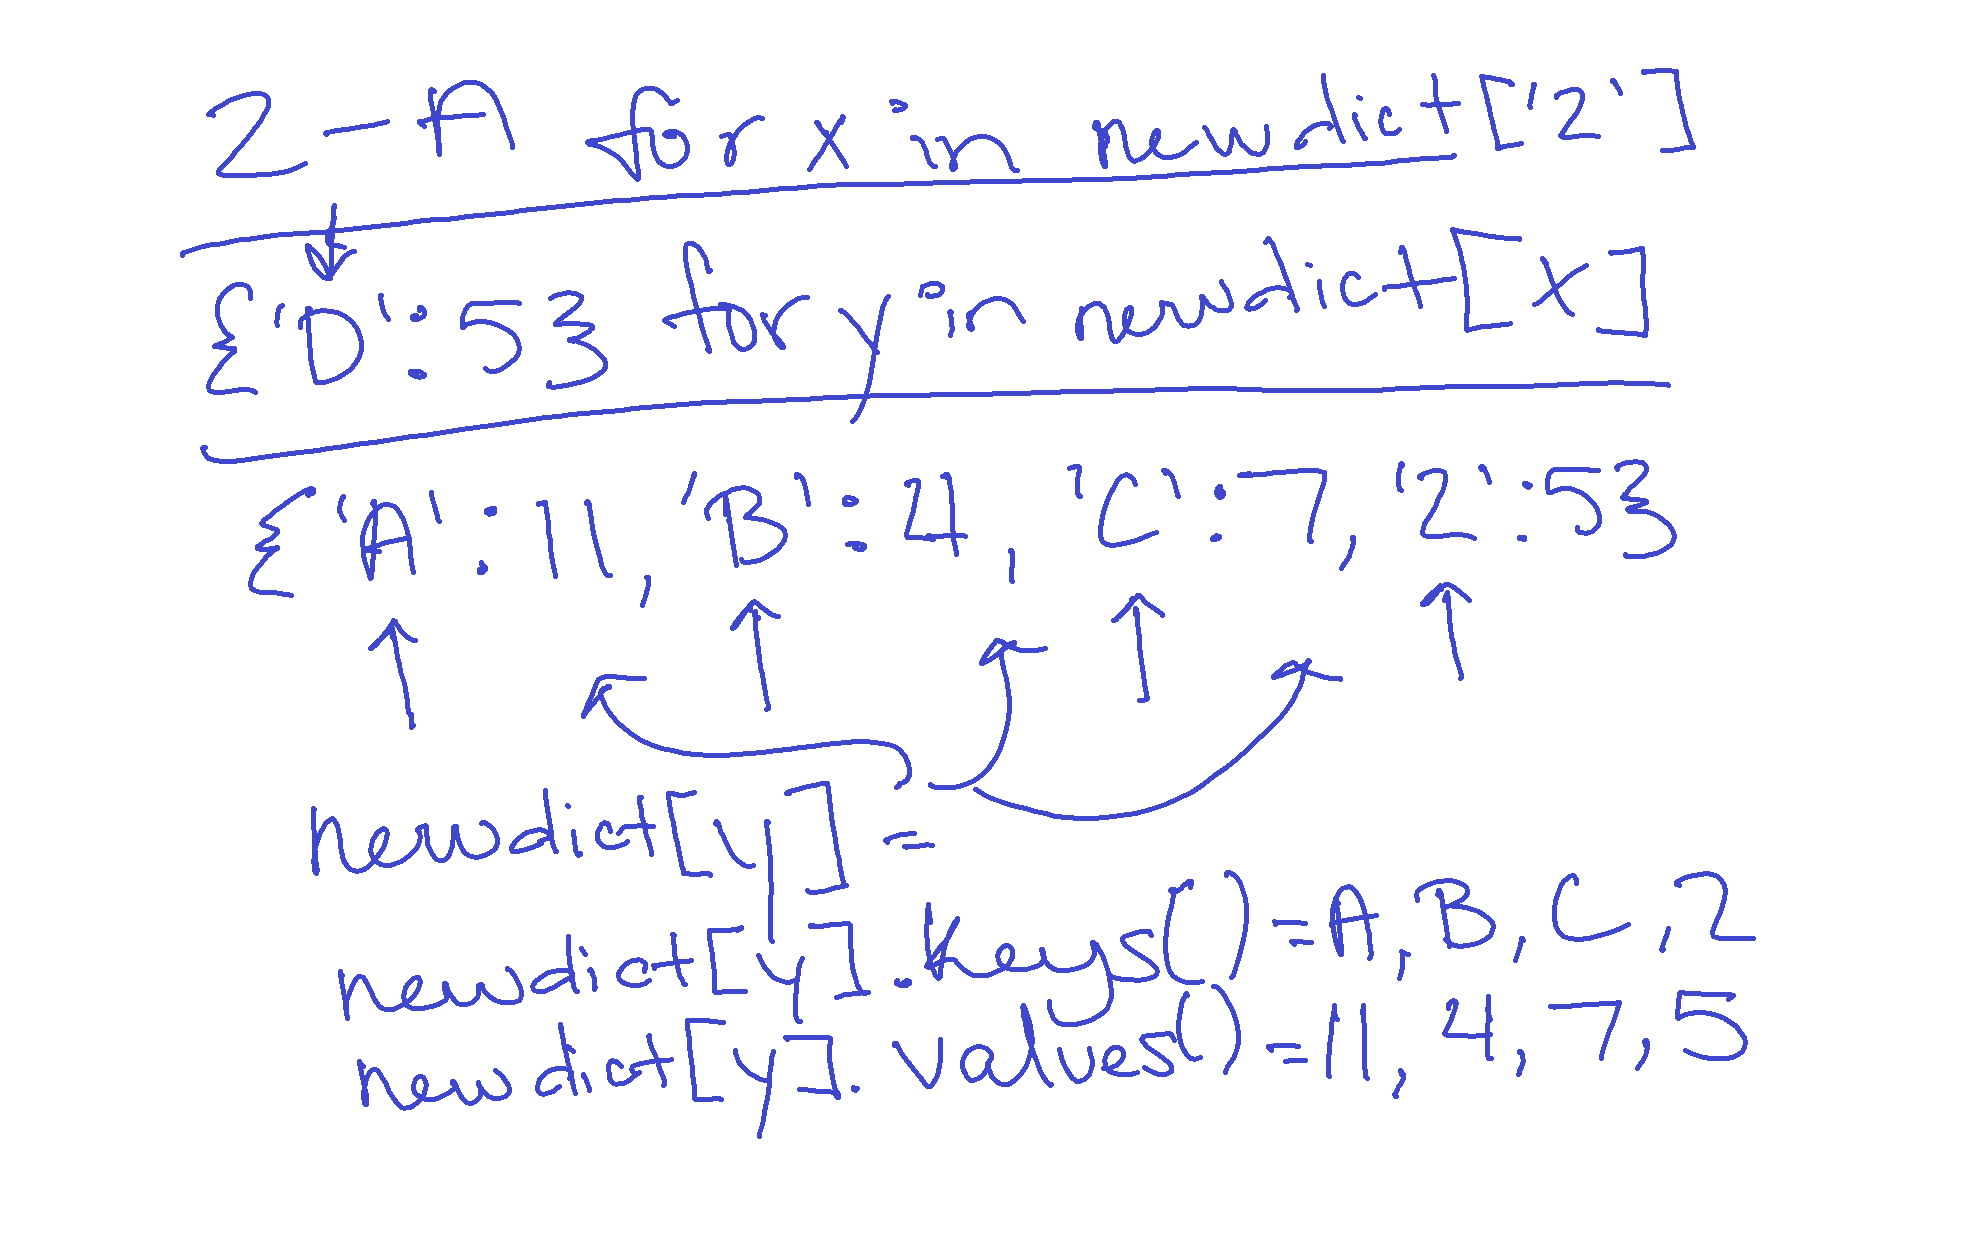 2 - A for x in newdict['2']
{'D':5} for y in newdict[x]
{'A':11, 'B':4, 'C':7, '2':5}
newdict[y] =
newdict[y].keys() = A, B, C, 2
newdict[y].values() = 11, 4, 7, 5